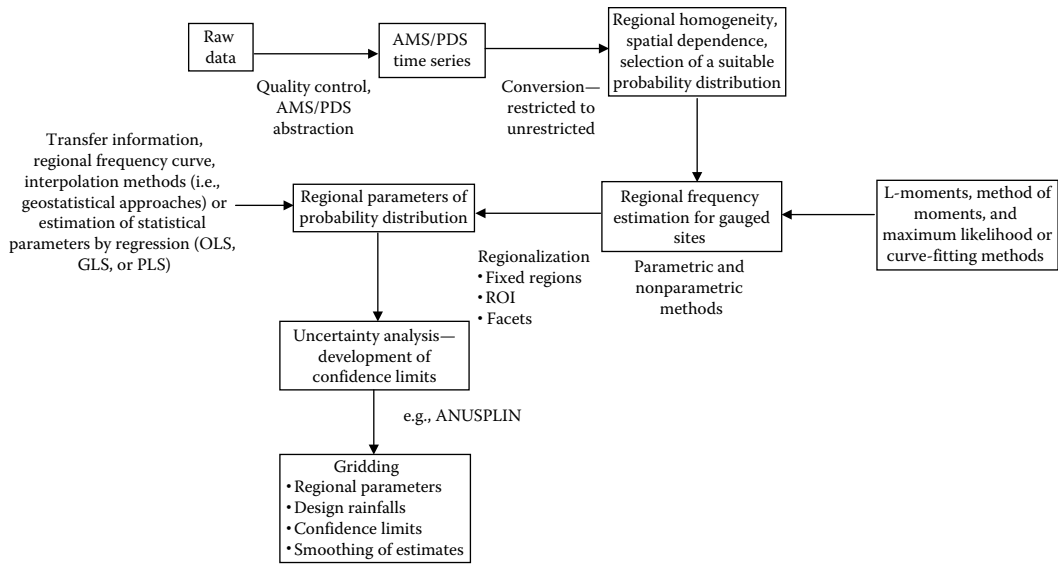 Raw
data
AMS/PDS
time series
Regional homogeneity,
spatial dependence,
selection of a suitable
probability distribution
Quality control,
AMS/PDS
abstraction
Conversion—
restricted to
unrestricted
Transfer information,
regional frequency curve,
interpolation methods (i.e.,
geostatistical approaches) or
estimation of statistical
parameters by regression (OLS,
GLS, or PLS)
Regional parameters of
probability distribution
Regional frequency
estimation for gauged
sites
L-moments, method of
moments, and
maximum likelihood or
curve-fitting methods
Regionalization
• Fixed regions
• ROI
• Facets
Parametric and
nonparametric
methods
Uncertainty analysis—
development of
confidence limits
e.g., ANUSPLIN
Gridding
• Regional parameters
• Design rainfalls
• Confidence limits
• Smoothing of estimates